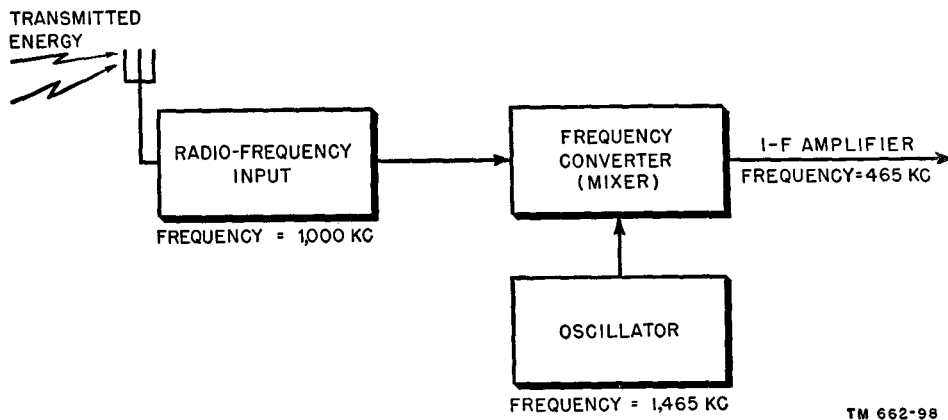 TRANSMITTED
ENERGY
RADIO-FREQUENCY
INPUT
FREQUENCY = 1,000 KC
FREQUENCY
CONVERTER
(MIXER)
I-F AMPLIFIER
FREQUENCY=465 KC
OSCILLATOR
FREQUENCY = 1,465 KC
TM 662-98